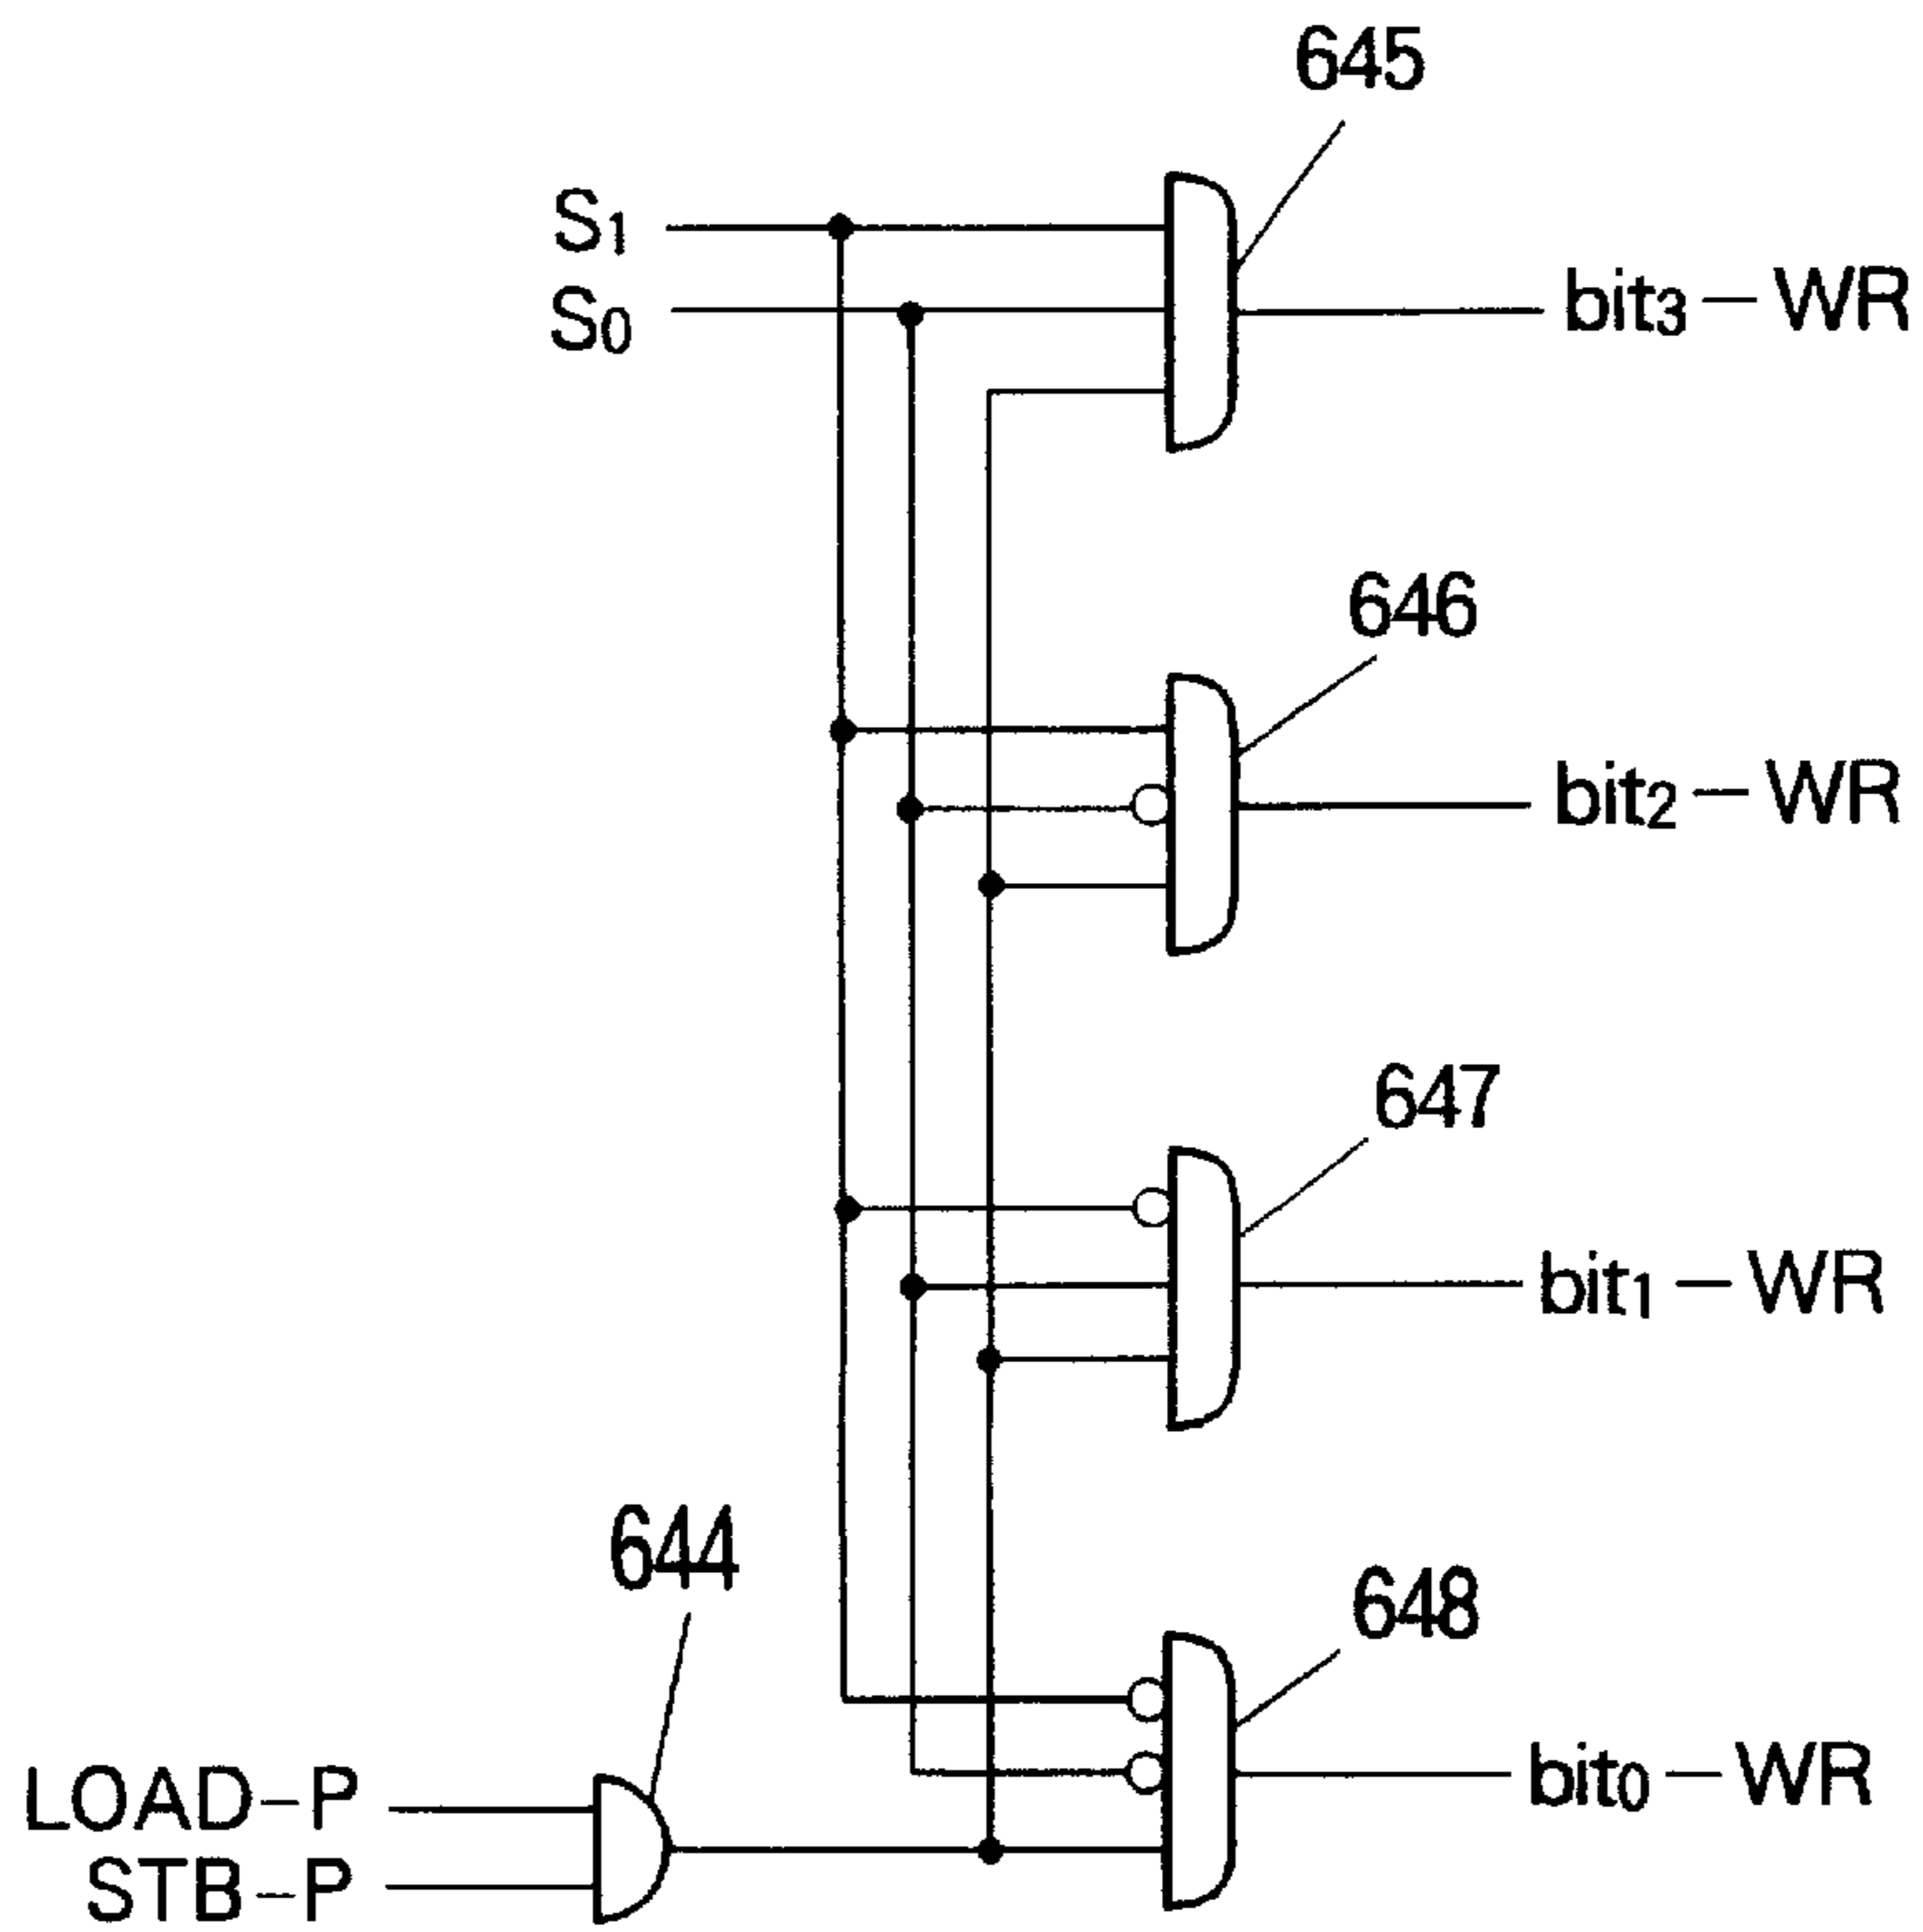 645
S1
S0
bit3-WR
646
bit2-WR
647
bit1-WR
644
648
LOAD-P
STB-P
bit0-WR